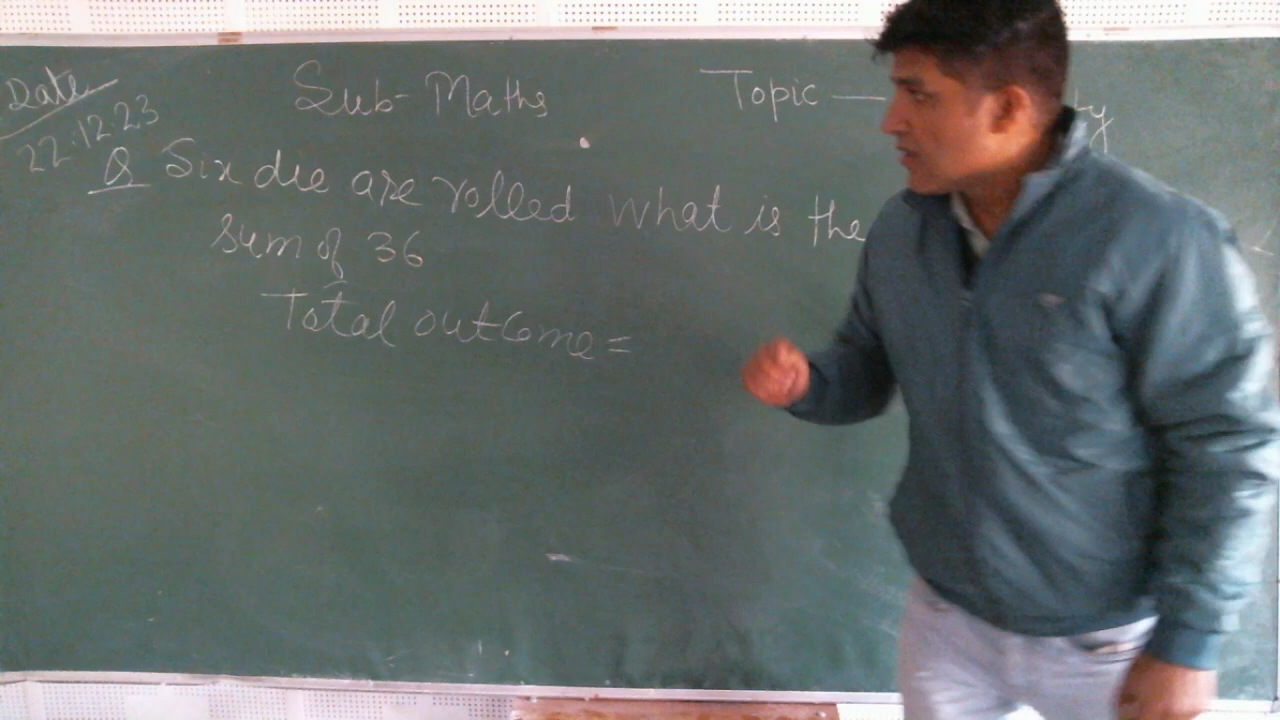 Date
22.12.23
Sub- Maths
Topic —
Q Six die are rolled what is the
sum of 36
Total outcome =